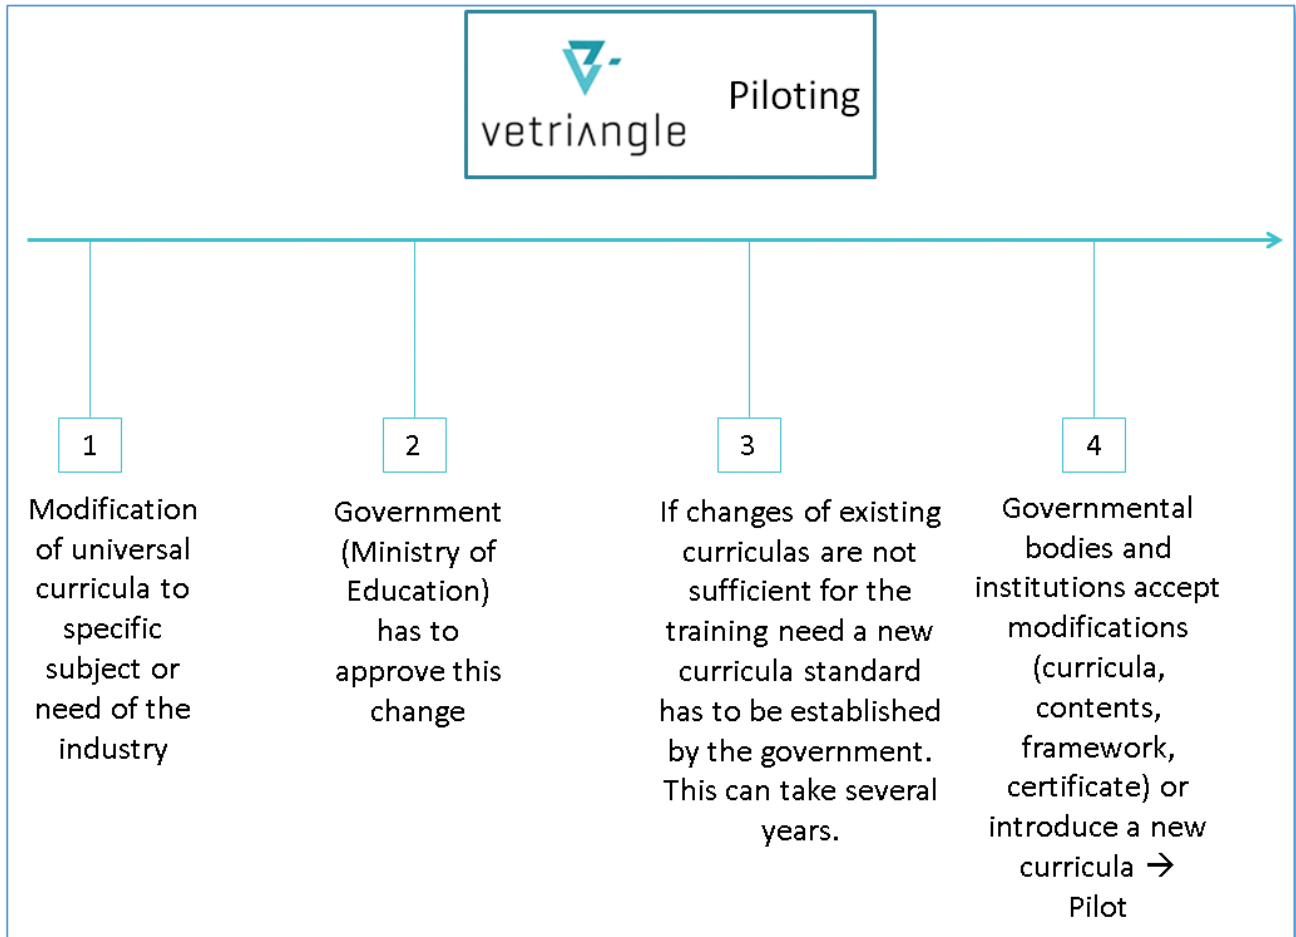 vetriangle
Piloting
1
Modification
of universal
curricula to
specific
subject or
need of the
industry
2
Government
(Ministry of
Education)
has to
approve this
change
3
If changes of existing
curriculas are not
sufficient for the
training need a new
curricula standard
has to be established
by the government.
This can take several
years.
4
Governmental
bodies and
institutions accept
modifications
(curricula,
contents,
framework,
certificate) or
introduce a new
curricula →
Pilot